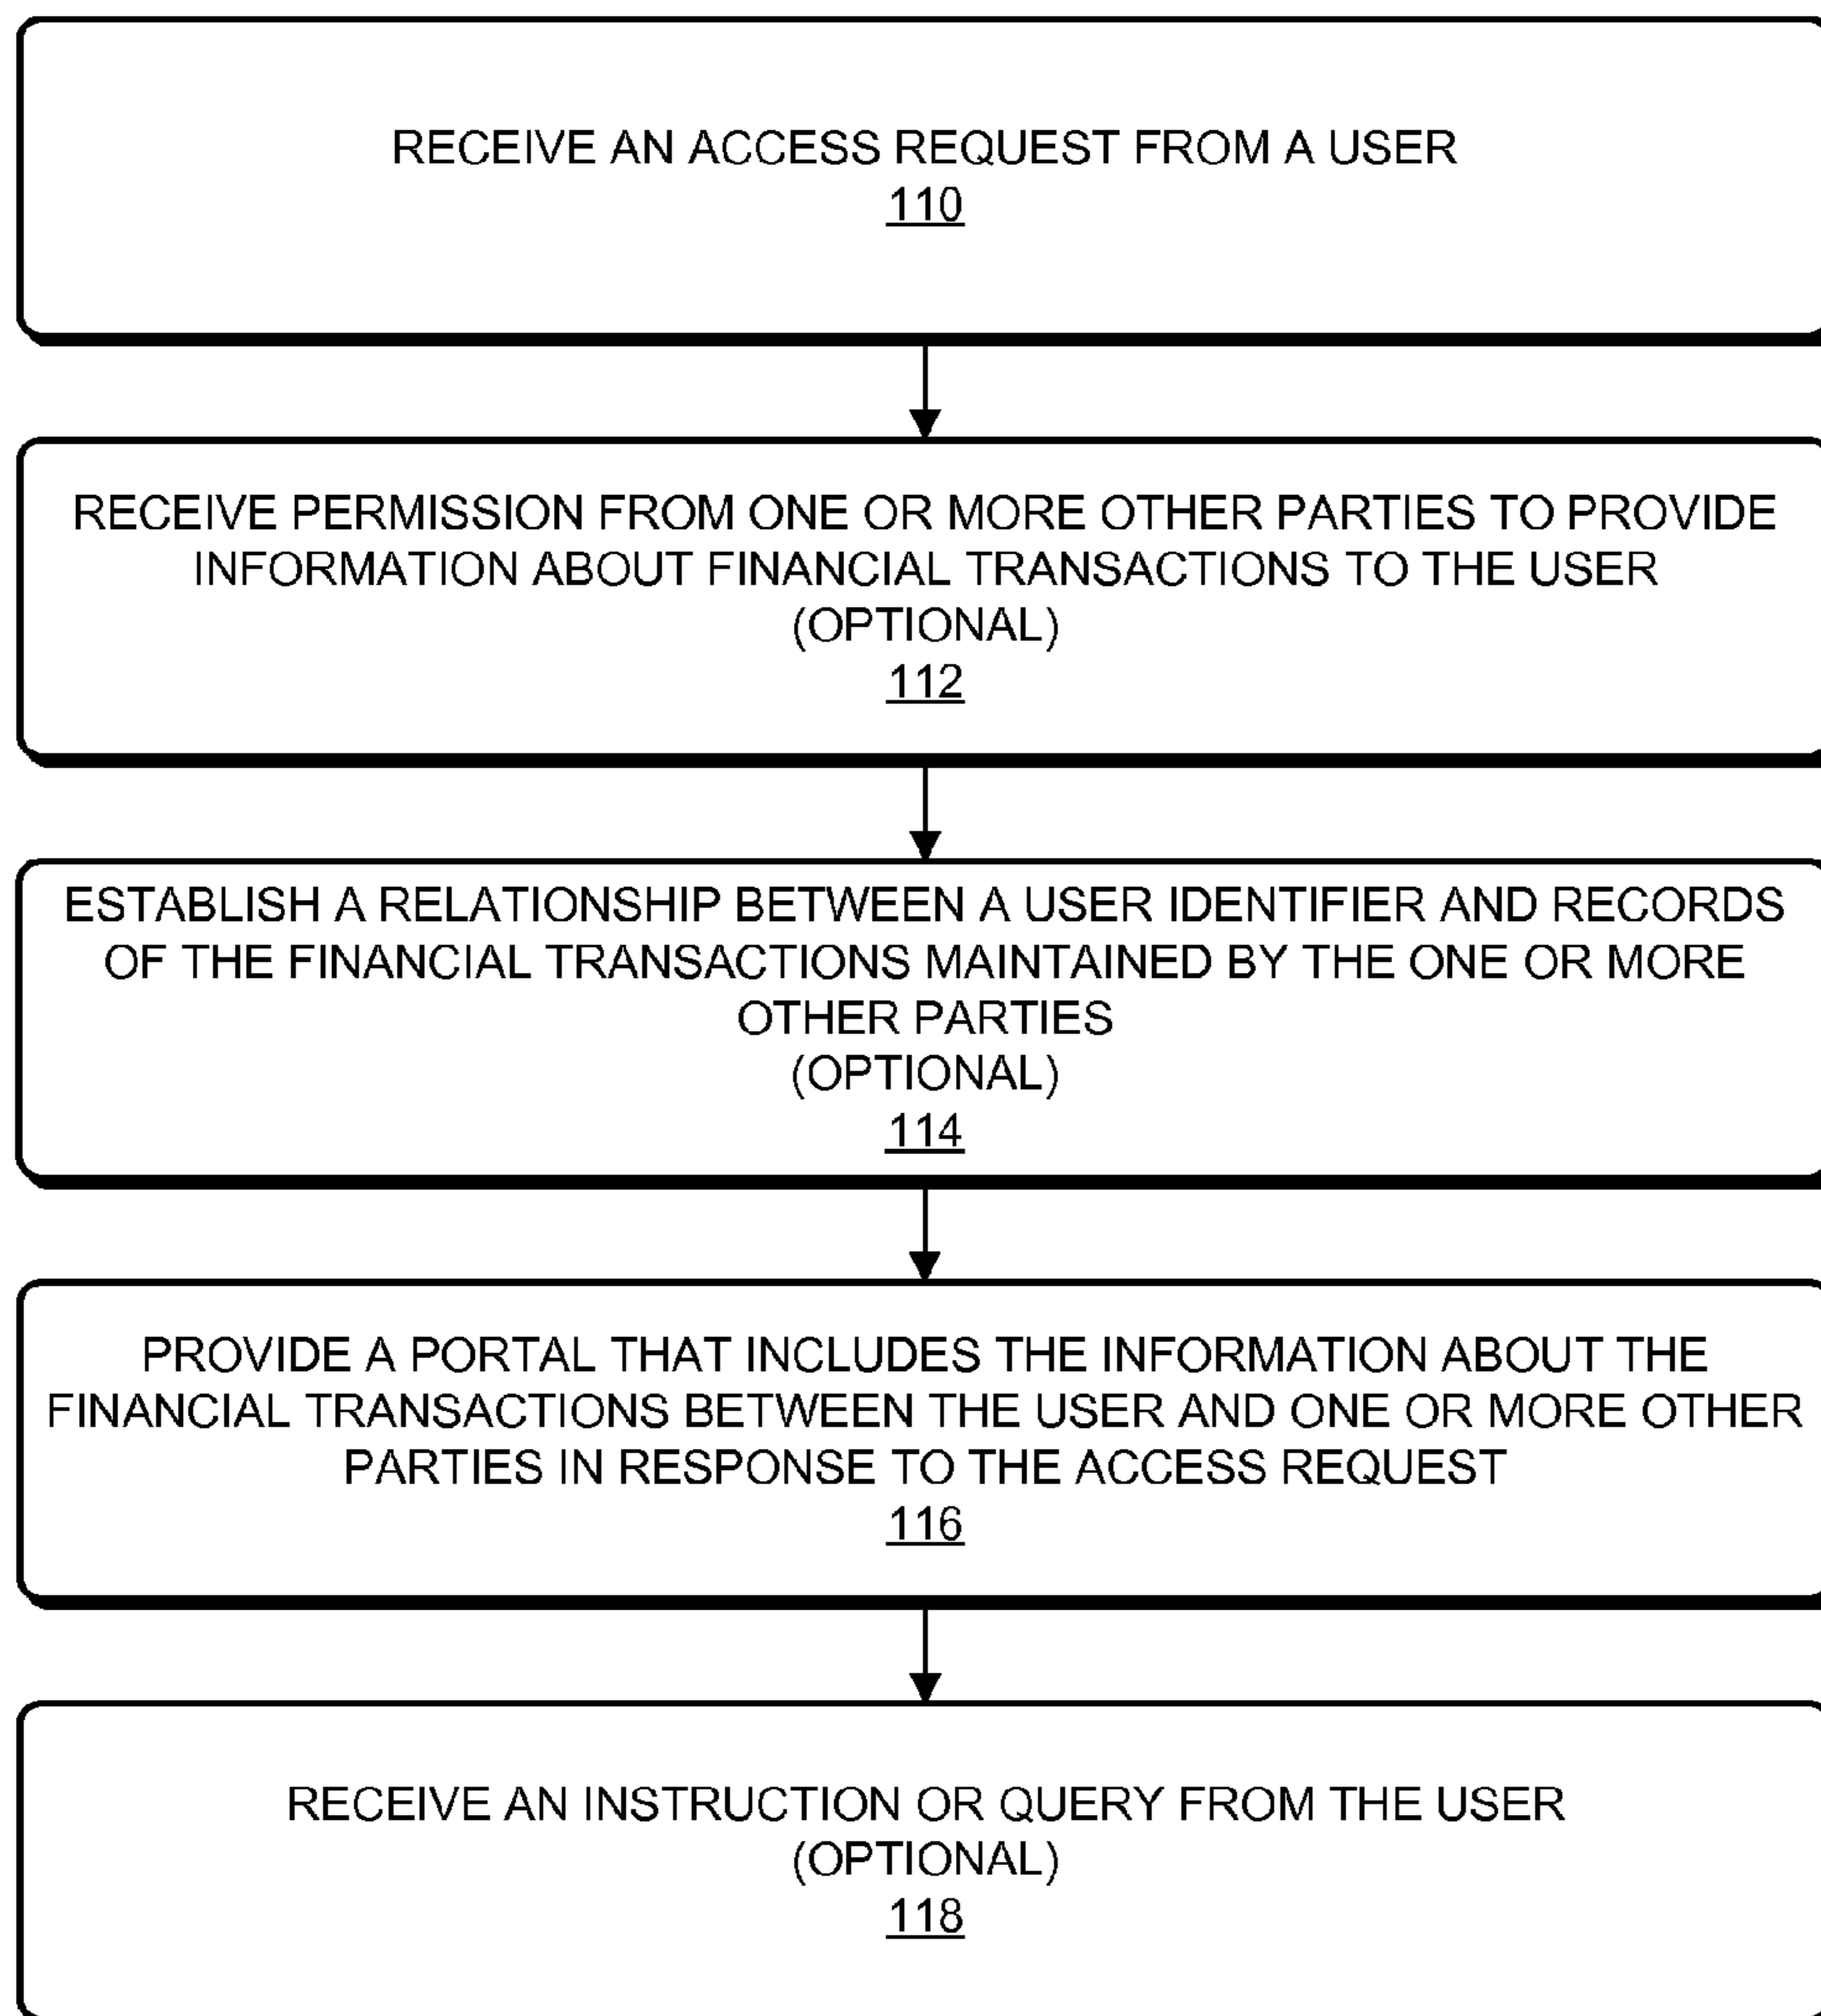 RECEIVE AN ACCESS REQUEST FROM A USER
110
RECEIVE PERMISSION FROM ONE OR MORE OTHER PARTIES TO PROVIDE
INFORMATION ABOUT FINANCIAL TRANSACTIONS TO THE USER
(OPTIONAL)
112
ESTABLISH A RELATIONSHIP BETWEEN A USER IDENTIFIER AND RECORDS
OF THE FINANCIAL TRANSACTIONS MAINTAINED BY THE ONE OR MORE
OTHER PARTIES
(OPTIONAL)
114
PROVIDE A PORTAL THAT INCLUDES THE INFORMATION ABOUT THE
FINANCIAL TRANSACTIONS BETWEEN THE USER AND ONE OR MORE OTHER
PARTIES IN RESPONSE TO THE ACCESS REQUEST
116
RECEIVE AN INSTRUCTION OR QUERY FROM THE USER
(OPTIONAL)
118